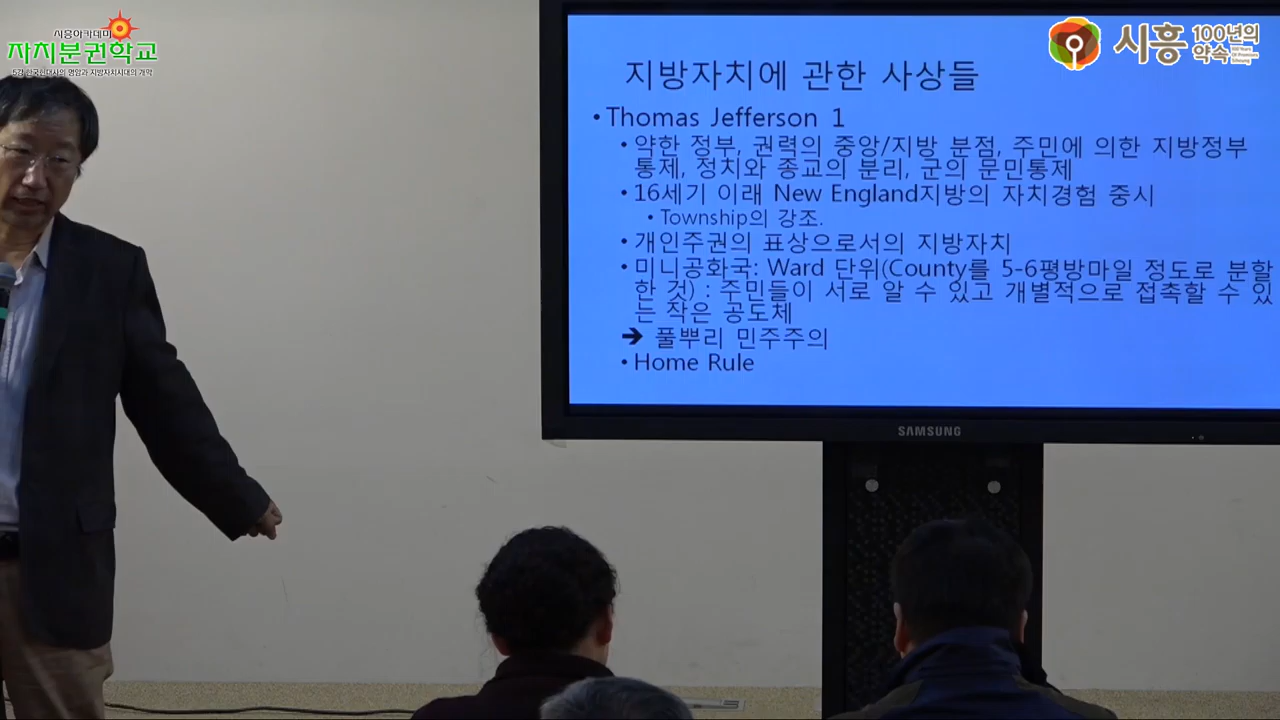 시흥아카데미
자치분권학교
시흥
100년의
약속
지방자치에 관한 사상들
• Thomas Jefferson 1
• 약한 정부, 권력의 중앙/지방 분점, 주민에 의한 지방정부
통제, 정치와 종교의 분리, 군의 문민통제
• 16세기 이래 New England지방의 자치경험 중시
• Township의 강조.
• 개인주권의 표상으로서의 지방자치
• 미니공화국: Ward 단위(County를 5-6평방마일 정도로 분할
한 것) : 주민들이 서로 알 수 있고 개별적으로 접촉할 수 있
는 작은 공도체
➔ 풀뿌리 민주주의
• Home Rule
SAMSUNG